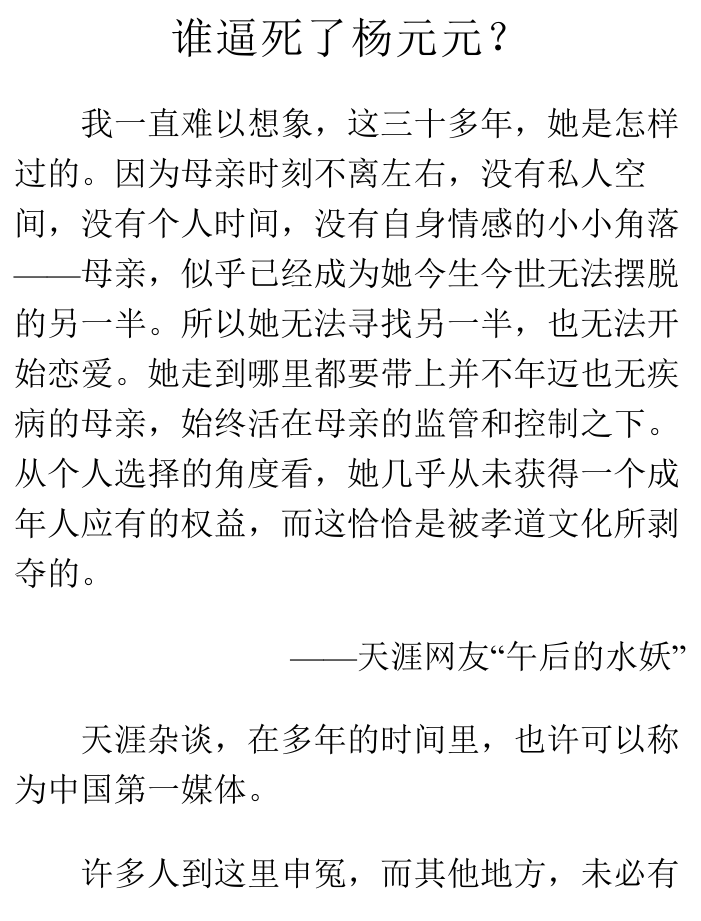 谁逼死了杨元元？
我一直难以想象，这三十多年，她是怎样
过的。因为母亲时刻不离左右，没有私人空
间，没有个人时间，没有自身情感的小小角落
——母亲，似乎已经成为她今生今世无法摆脱
的另一半。所以她无法寻找另一半，也无法开
始恋爱。她走到哪里都要带上并不年迈也无疾
病的母亲，始终活在母亲的监管和控制之下。
从个人选择的角度看，她几乎从未获得一个成
年人应有的权益，而这恰恰是被孝道文化所剥
夺的。
——天涯网友“午后的水妖”
天涯杂谈，在多年的时间里，也许可以称
为中国第一媒体。
许多人到这里申冤，而其他地方，未必有